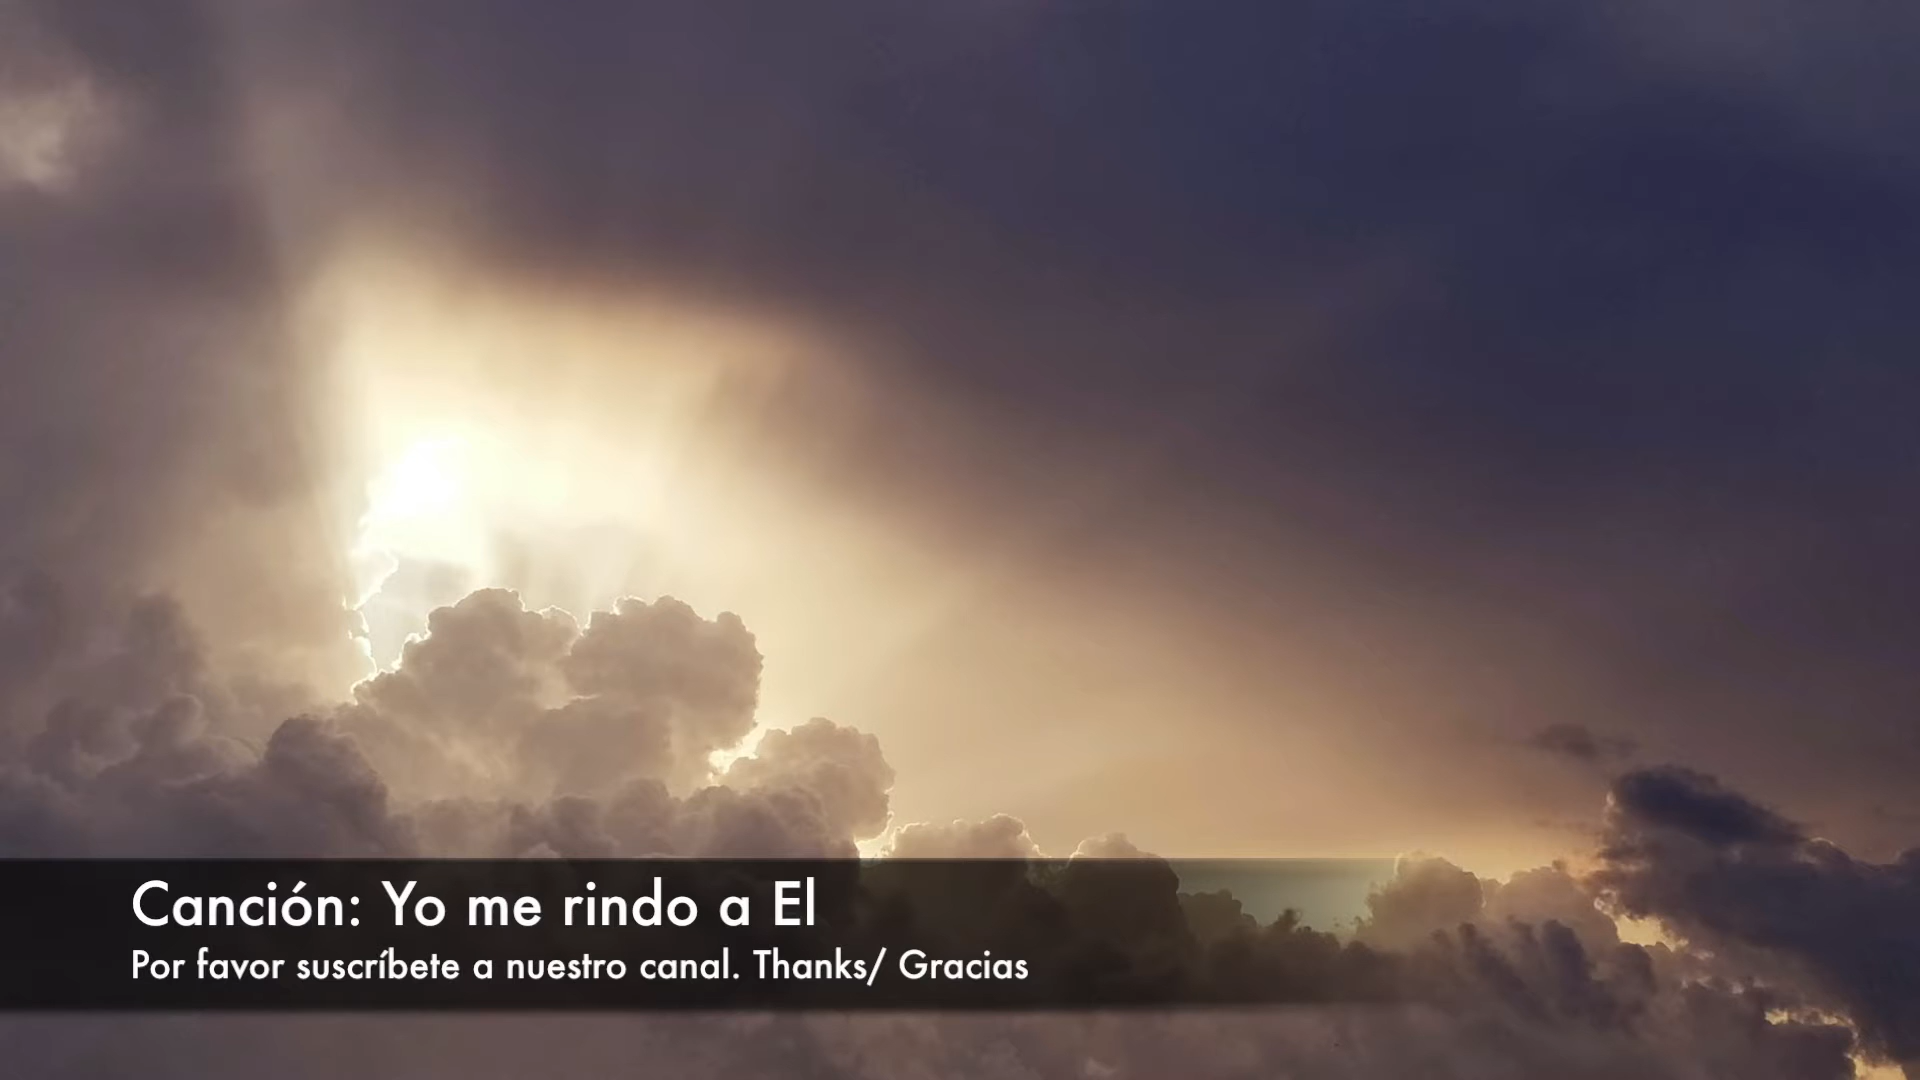 Canción: Yo me rindo a El
Por favor suscríbete a nuestro canal. Thanks/ Gracias